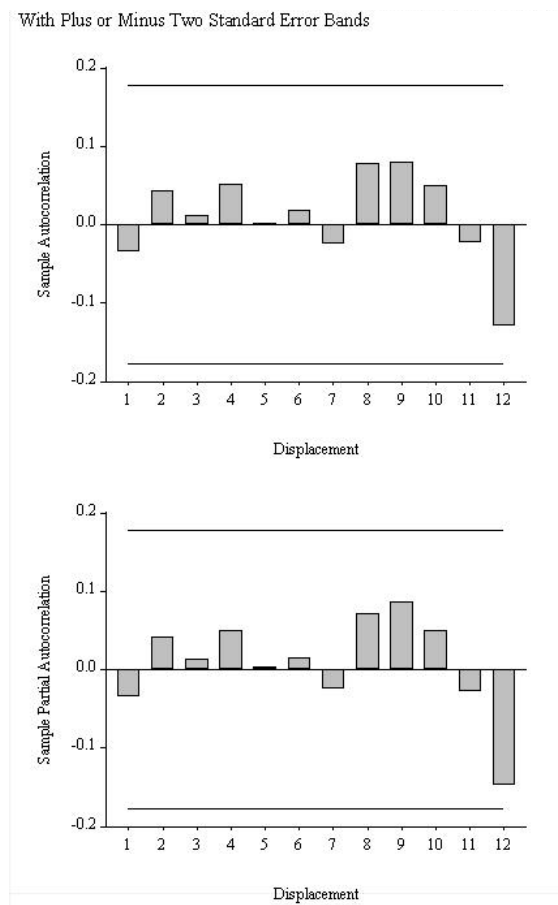 With Plus or Minus Two Standard Error Bands
0.2
0.1
0.0
-0.1
-0.2
Sample Autocorrelation
1 2 3 4 5 6 7 8 9 10 11 12
Displacement
0.2
0.1
0.0
-0.1
-0.2
Sample Partial Autocorrelation
1 2 3 4 5 6 7 8 9 10 11 12
Displacement